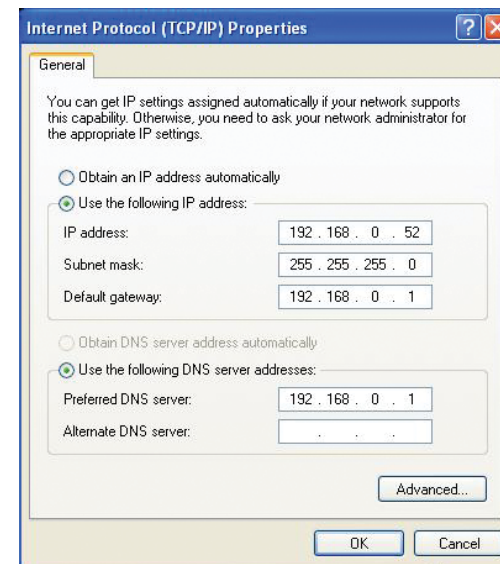 Internet Protocol (TCP/IP) Properties
General
You can get IP settings assigned automatically if your network supports
this capability. Otherwise, you need to ask your network administrator for
the appropriate IP settings.
Obtain an IP address automatically
Use the following IP address:
IP address: 192 . 168 . 0 . 52
Subnet mask: 255 . 255 . 255 . 0
Default gateway: 192 . 168 . 0 . 1
Obtain DNS server address automatically
Use the following DNS server addresses:
Preferred DNS server: 192 . 168 . 0 . 1
Alternate DNS server: . . .
Advanced...
OK Cancel